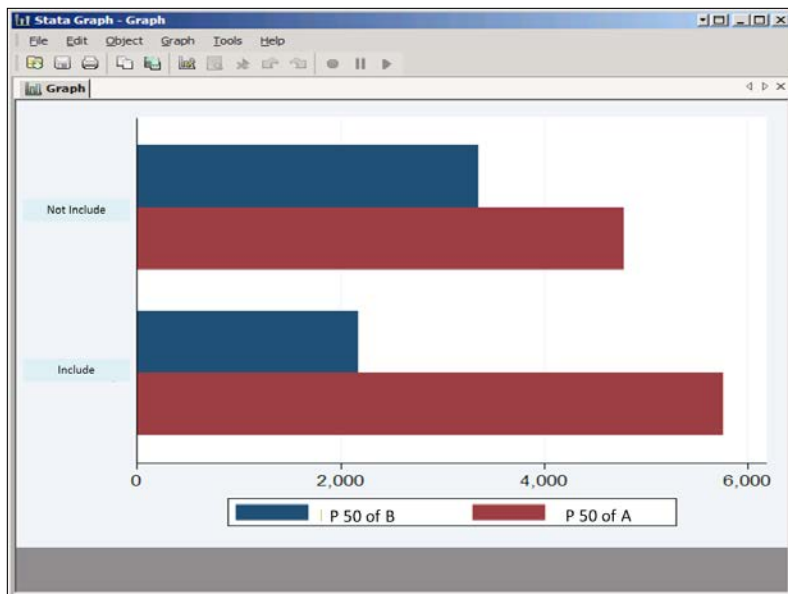 Stata Graph - Graph
File Edit Object Graph Tools Help
Graph
Not Include
Include
0 2,000 4,000 6,000
P 50 of B P 50 of A